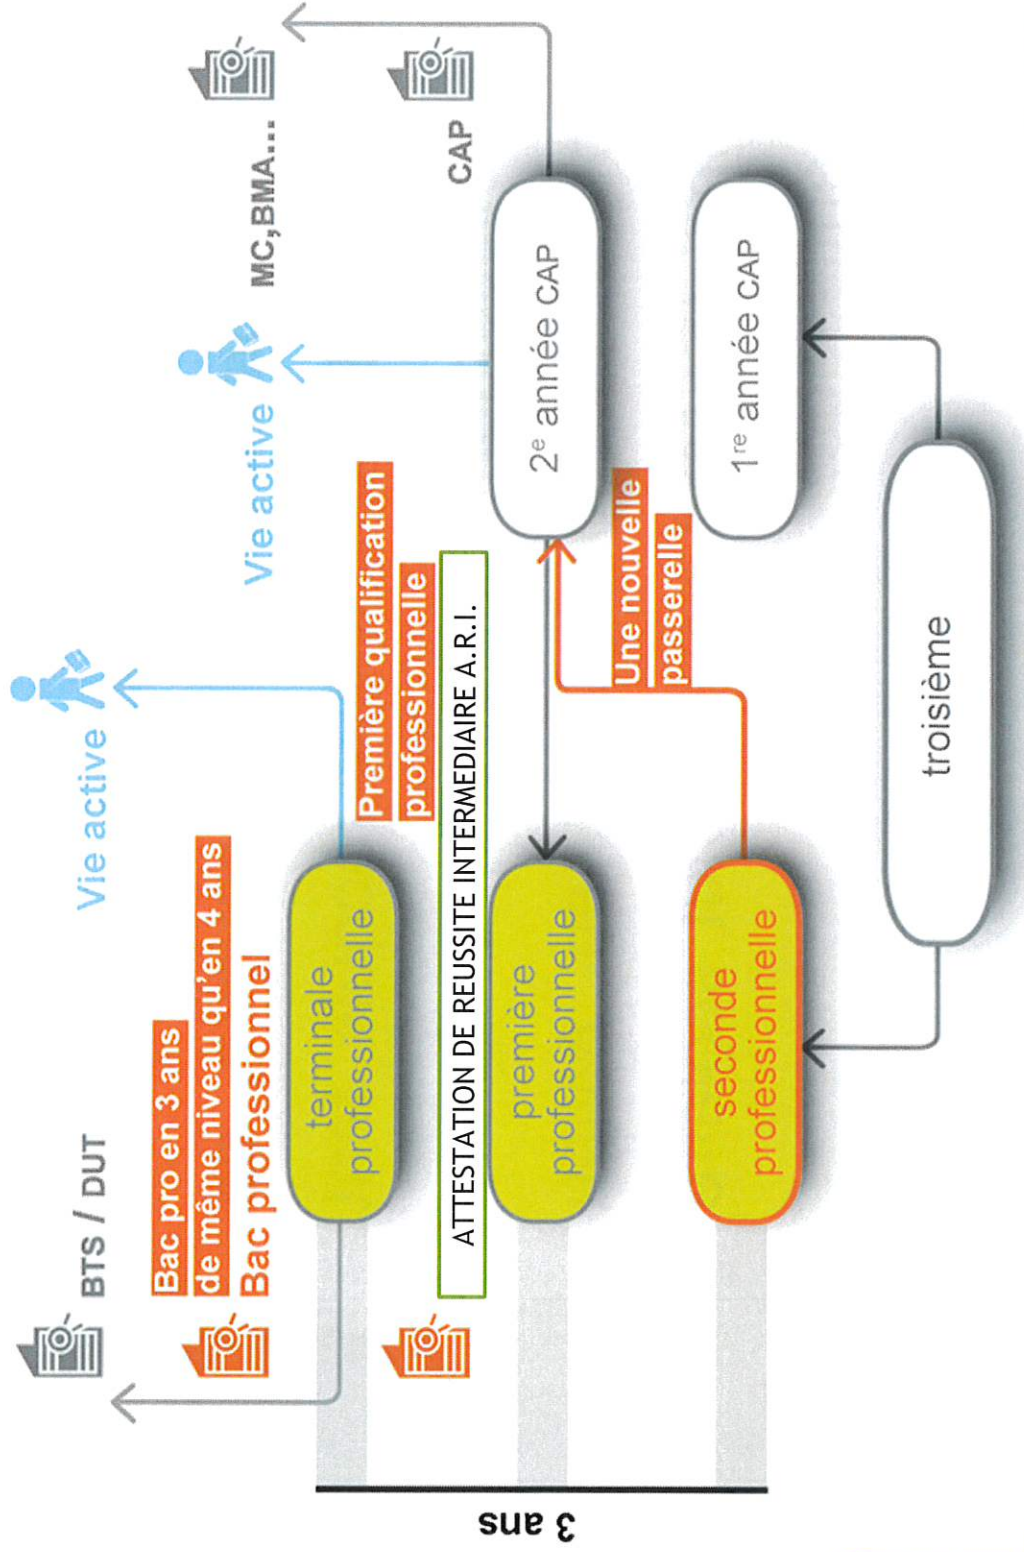 BTS / DUT
Vie active
Bac pro en 3 ans
de même niveau qu'en 4 ans
Bac professionnel
Vie active
MC,BMA...
terminale
professionnelle
Première qualification
professionnelle
CAP
ATTESTATION DE REUSSITE INTERMEDIAIRE A.R.I.
première
professionnelle
2e année CAP
Une nouvelle
passerelle
seconde
professionnelle
1re année CAP
troisième
3 ans